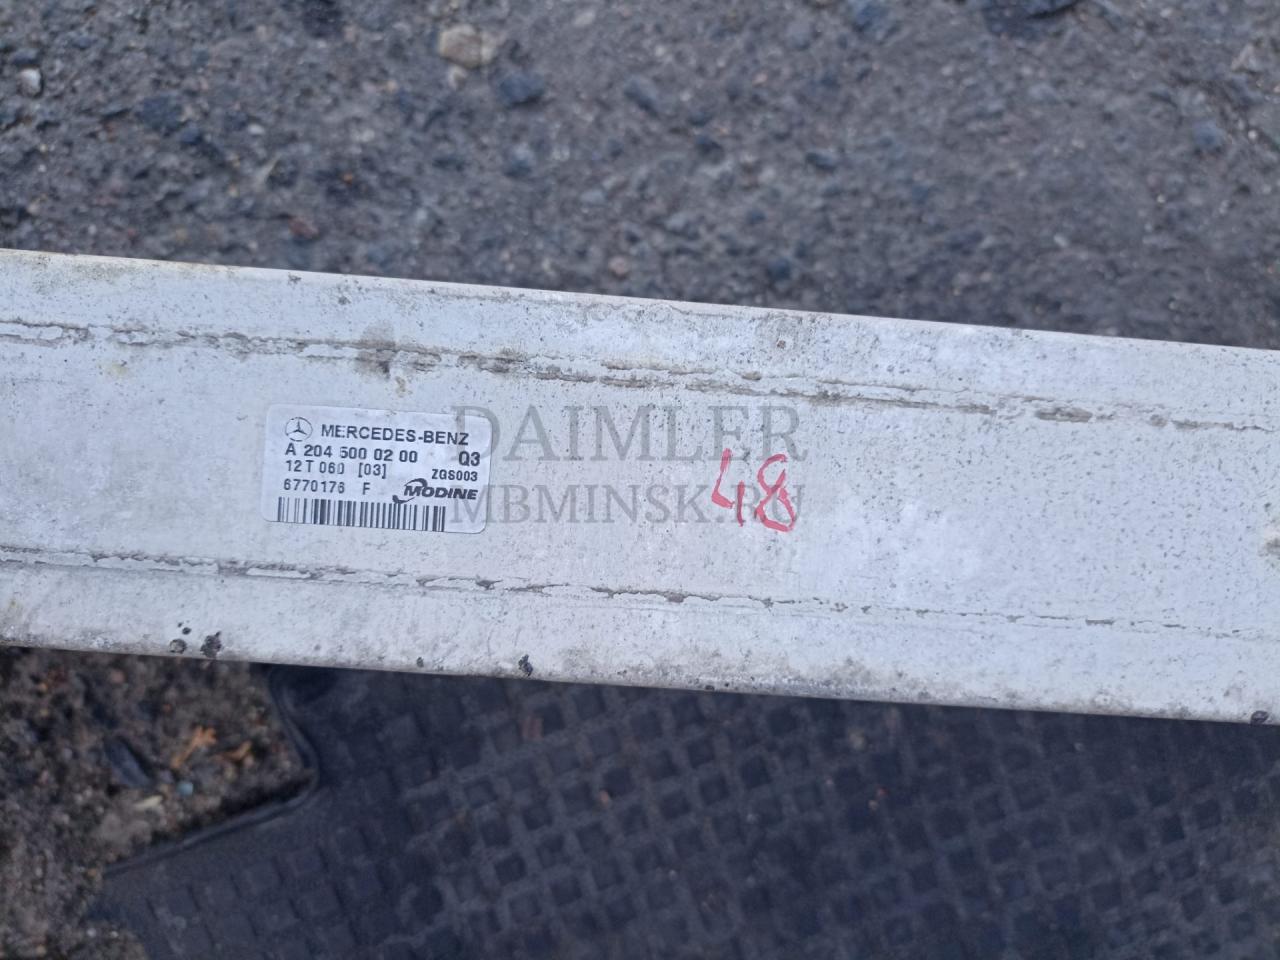 MERCEDES-BENZ
A 204 500 02 00 Q3
12 T 060 [03] ZGS003
6770176 F MODINE
48
DAIMLER
MBMINSK.RU